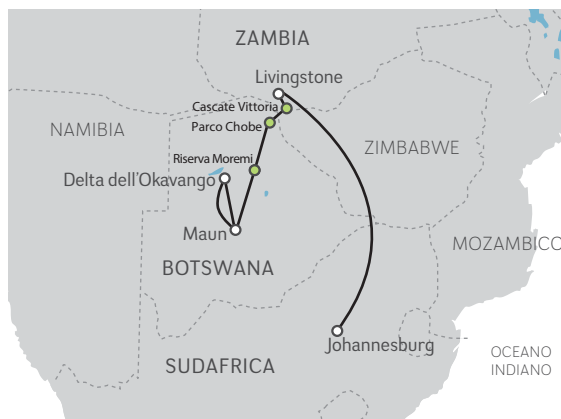 ZAMBIA
Livingstone
Cascate Vittoria
Parco Chobe
NAMIBIA
ZIMBABWE
Riserva Moremi
Delta dell'Okavango
Maun
MOZAMBICO
BOTSWANA
Johannesburg
OCEANO
INDIANO
SUDAFRICA